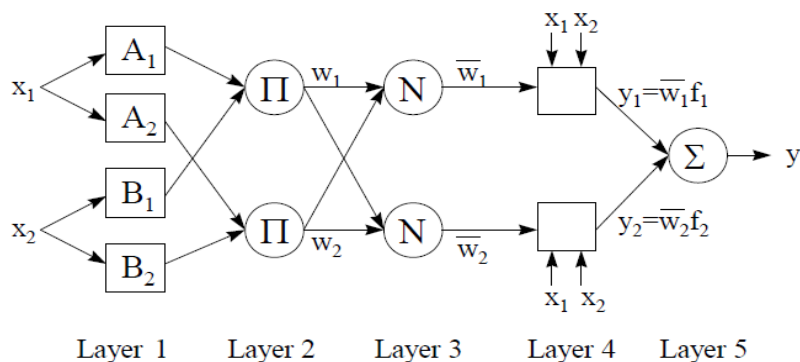 x₁ x₂
A₁
w₁ w̅₁
x₁ Π N y₁=w̅₁f₁
A₂
Σ y
B₁
x₂ Π N y₂=w̅₂f₂
w₂ w̅₂
B₂
x₁ x₂
Layer 1 Layer 2 Layer 3 Layer 4 Layer 5